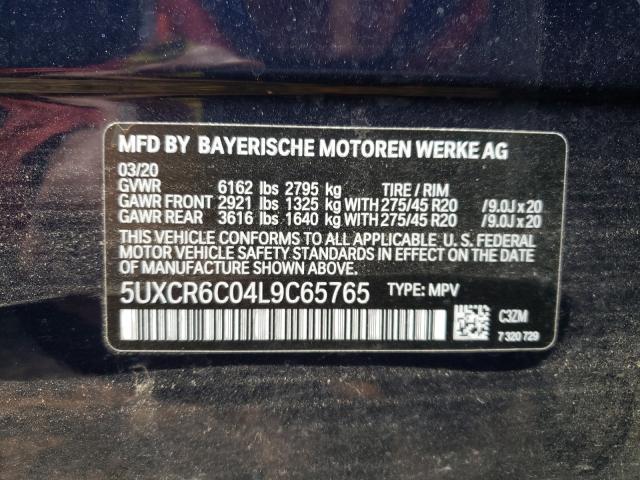 MFD BY BAYERISCHE MOTOREN WERKE AG
03/20
GVWR 6162 lbs 2795 kg TIRE / RIM
GAWR FRONT 2921 lbs 1325 kg WITH 275/45 R20 /9.0J x 20
GAWR REAR 3616 lbs 1640 kg WITH 275/45 R20 /9.0J x 20
THIS VEHICLE CONFORMS TO ALL APPLICABLE U. S. FEDERAL
MOTOR VEHICLE SAFETY STANDARDS IN EFFECT ON THE DATE
OF MANUFACTURE SHOWN ABOVE.
5UXCR6C04L9C65765 TYPE: MPV
C3ZM
7 320 729